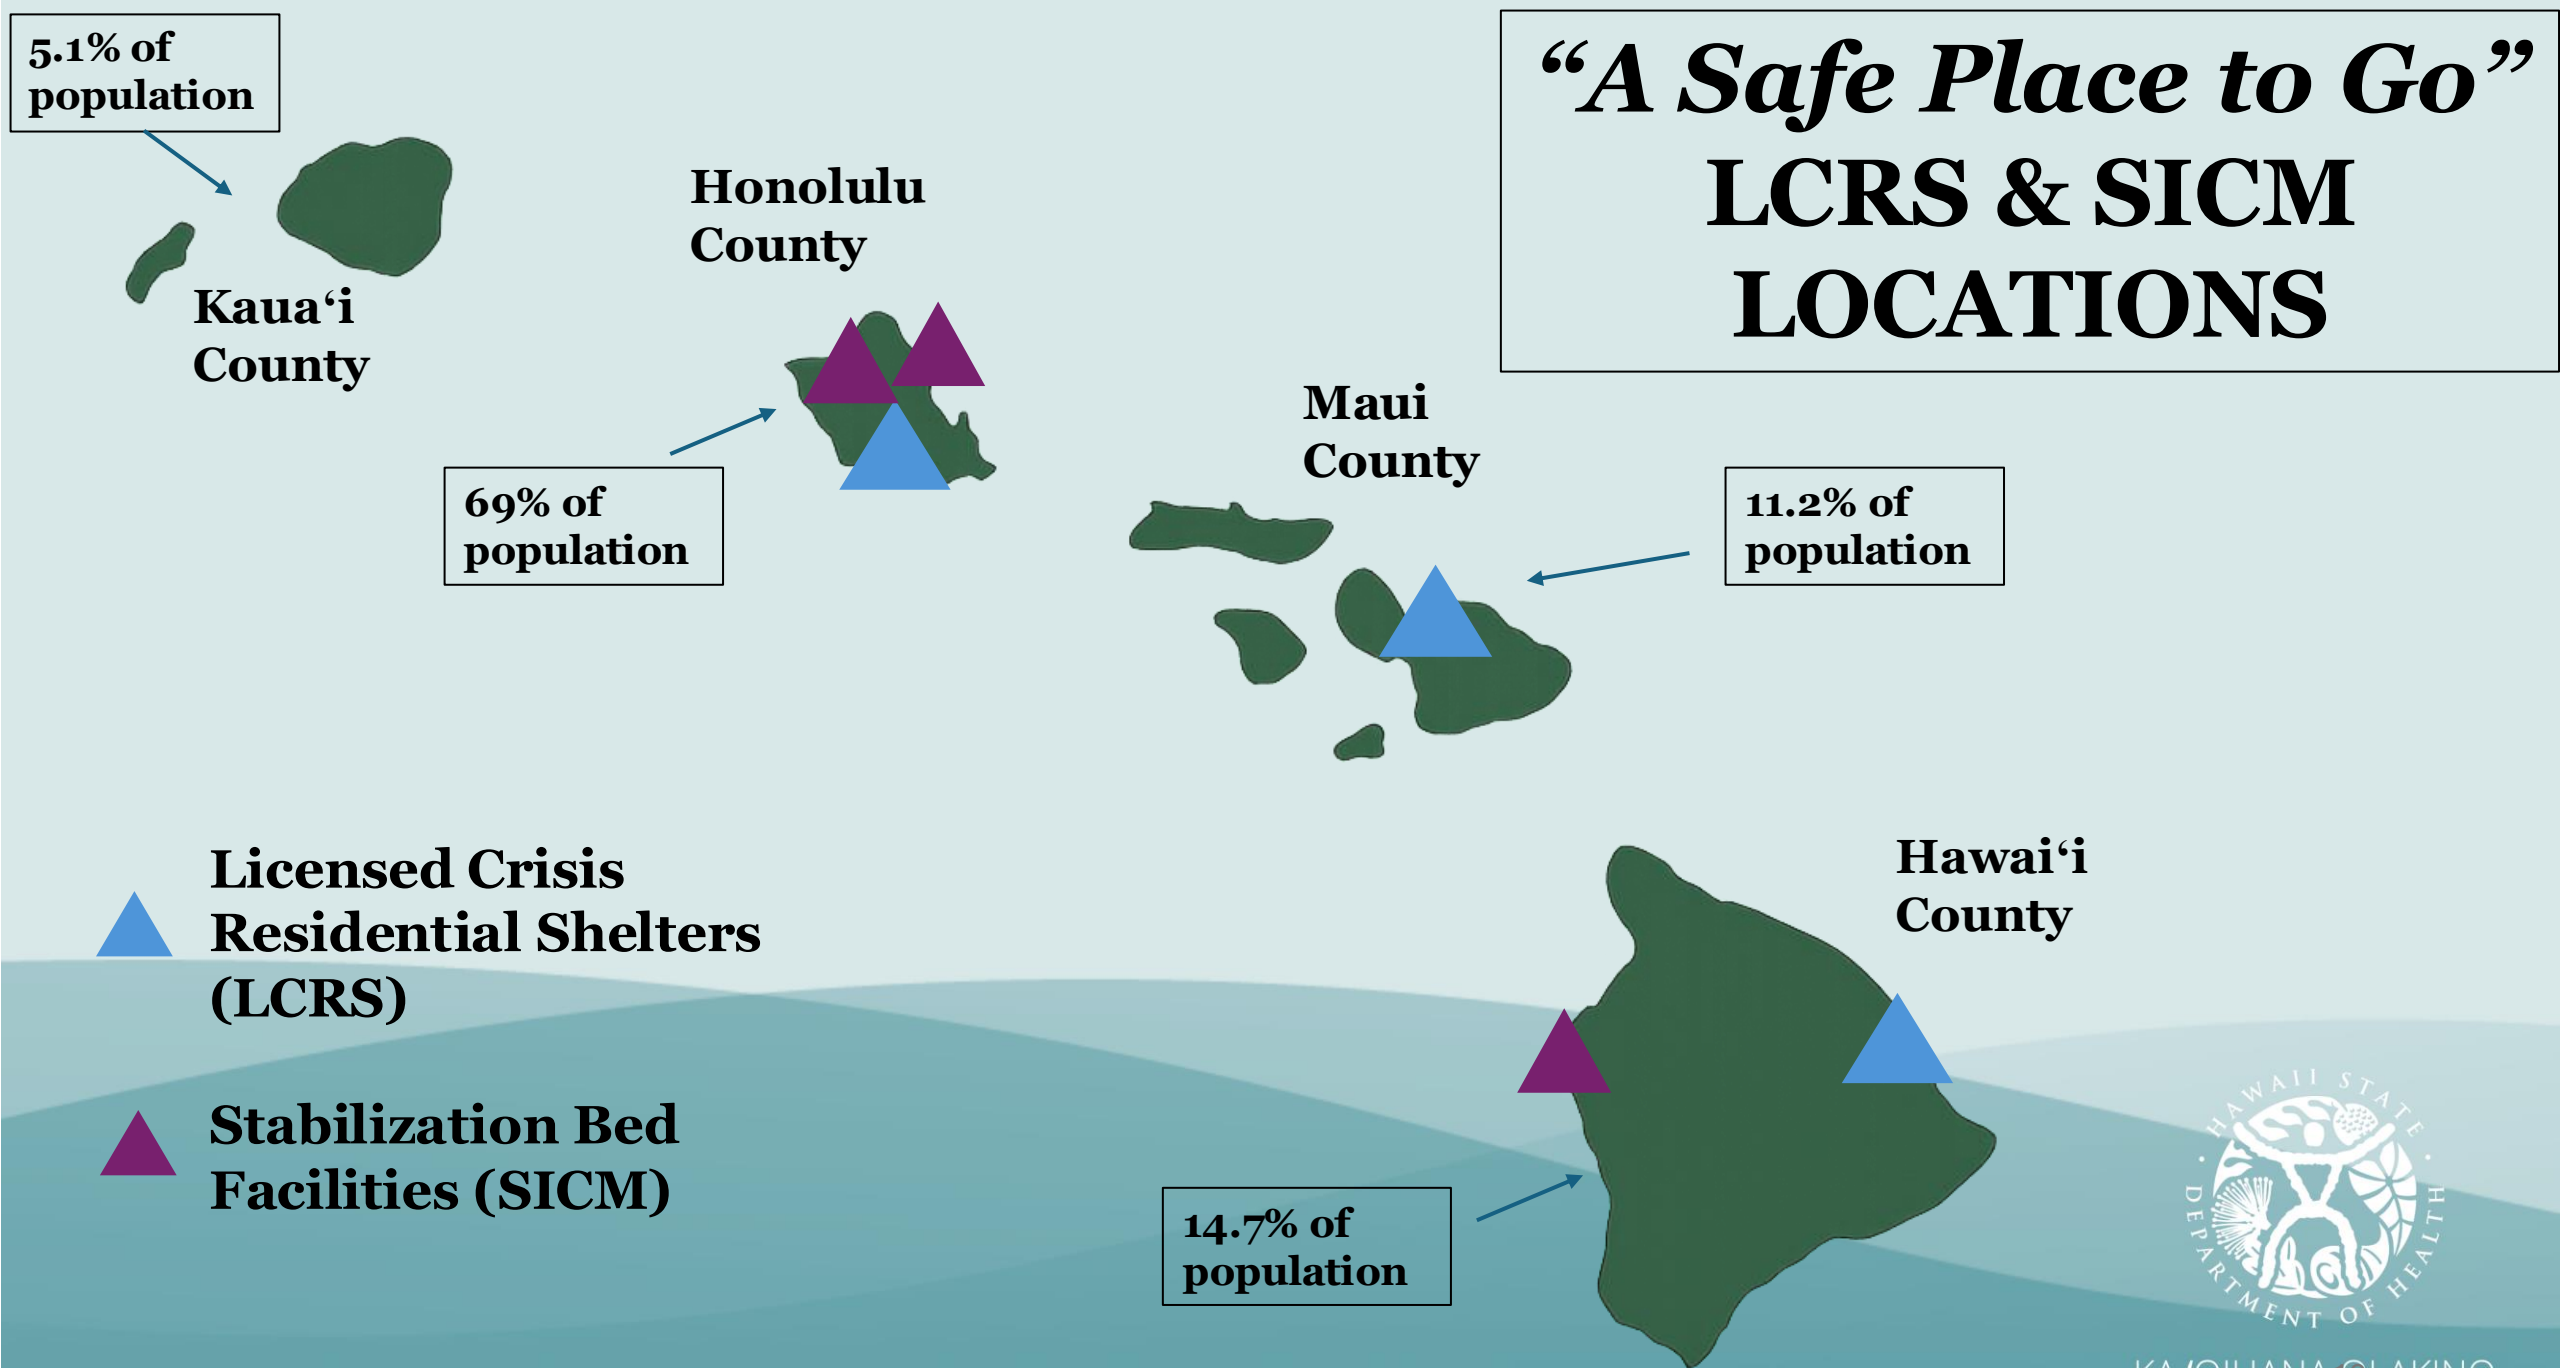 5.1% of
population
“A Safe Place to Go”
LCRS & SICM
LOCATIONS
Kauaʻi
County
Honolulu
County
69% of
population
Maui
County
11.2% of
population
Licensed Crisis
Residential Shelters
(LCRS)
Stabilization Bed
Facilities (SICM)
Hawaiʻi
County
14.7% of
population
HAWAII STATE
DEPARTMENT OF HEALTH